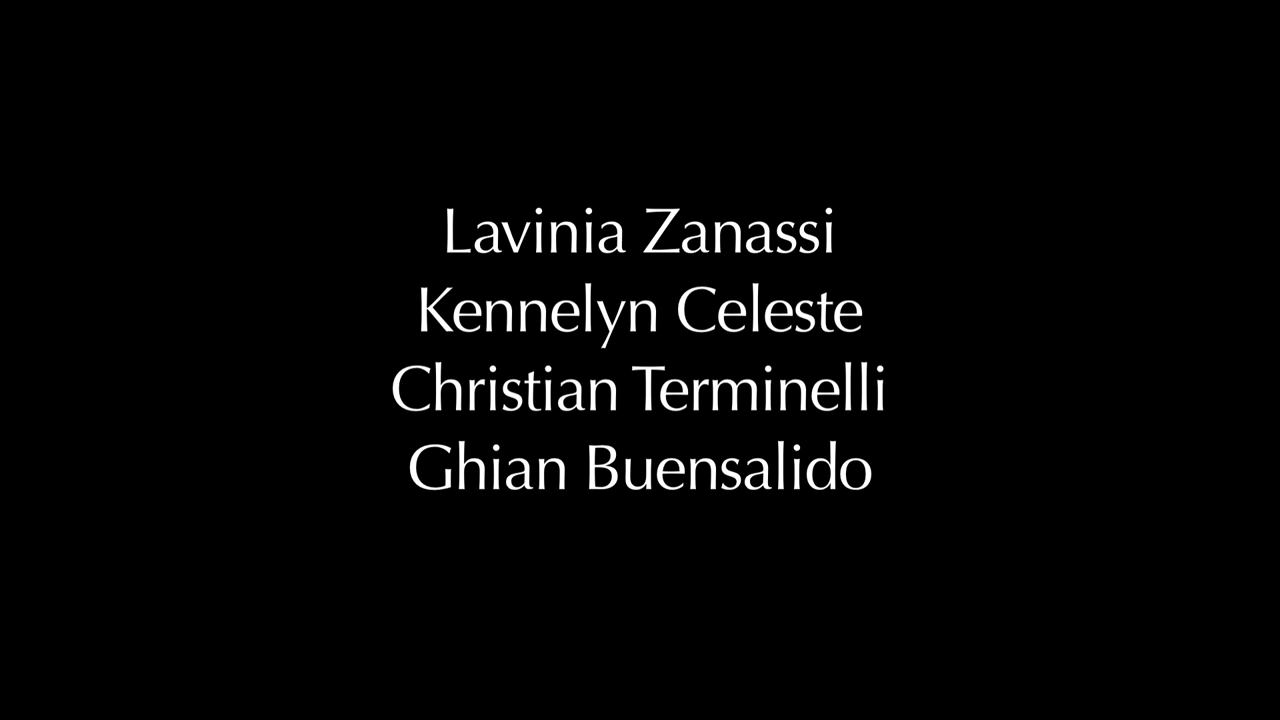 Lavinia Zanassi
Kennelyn Celeste
Christian Terminelli
Ghian Buensalido